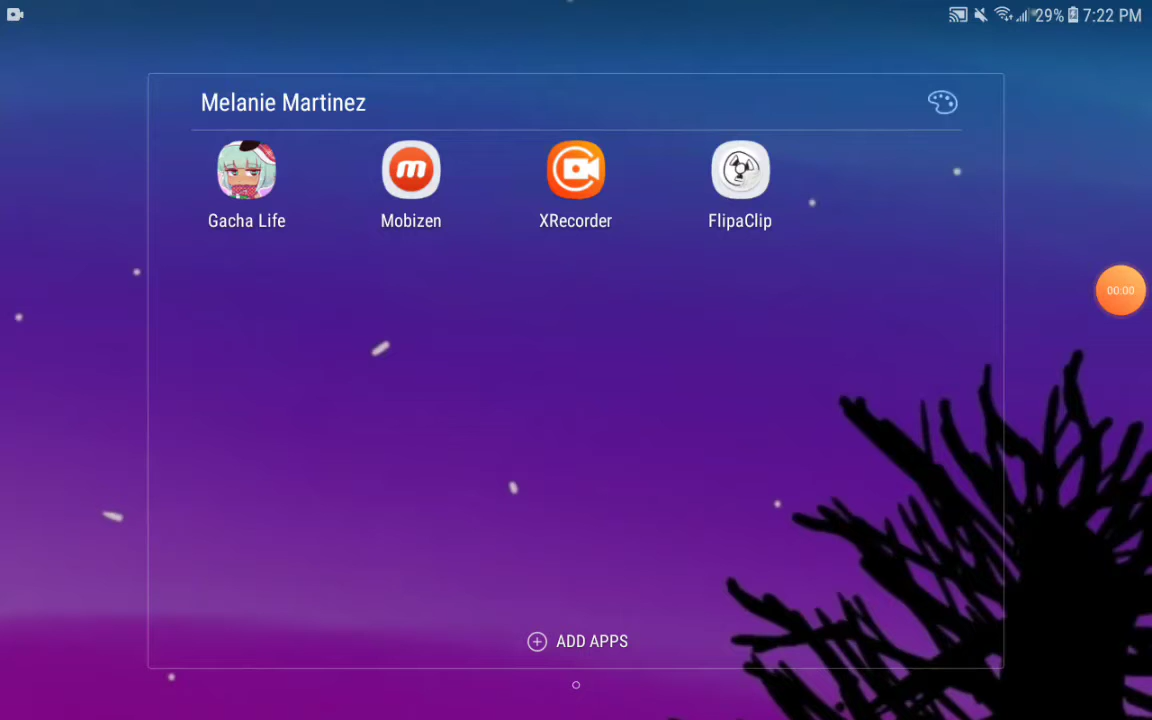 29% 7:22 PM
Melanie Martinez
m
Gacha Life
Mobizen
XRecorder
FlipaClip
00:00
ADD APPS